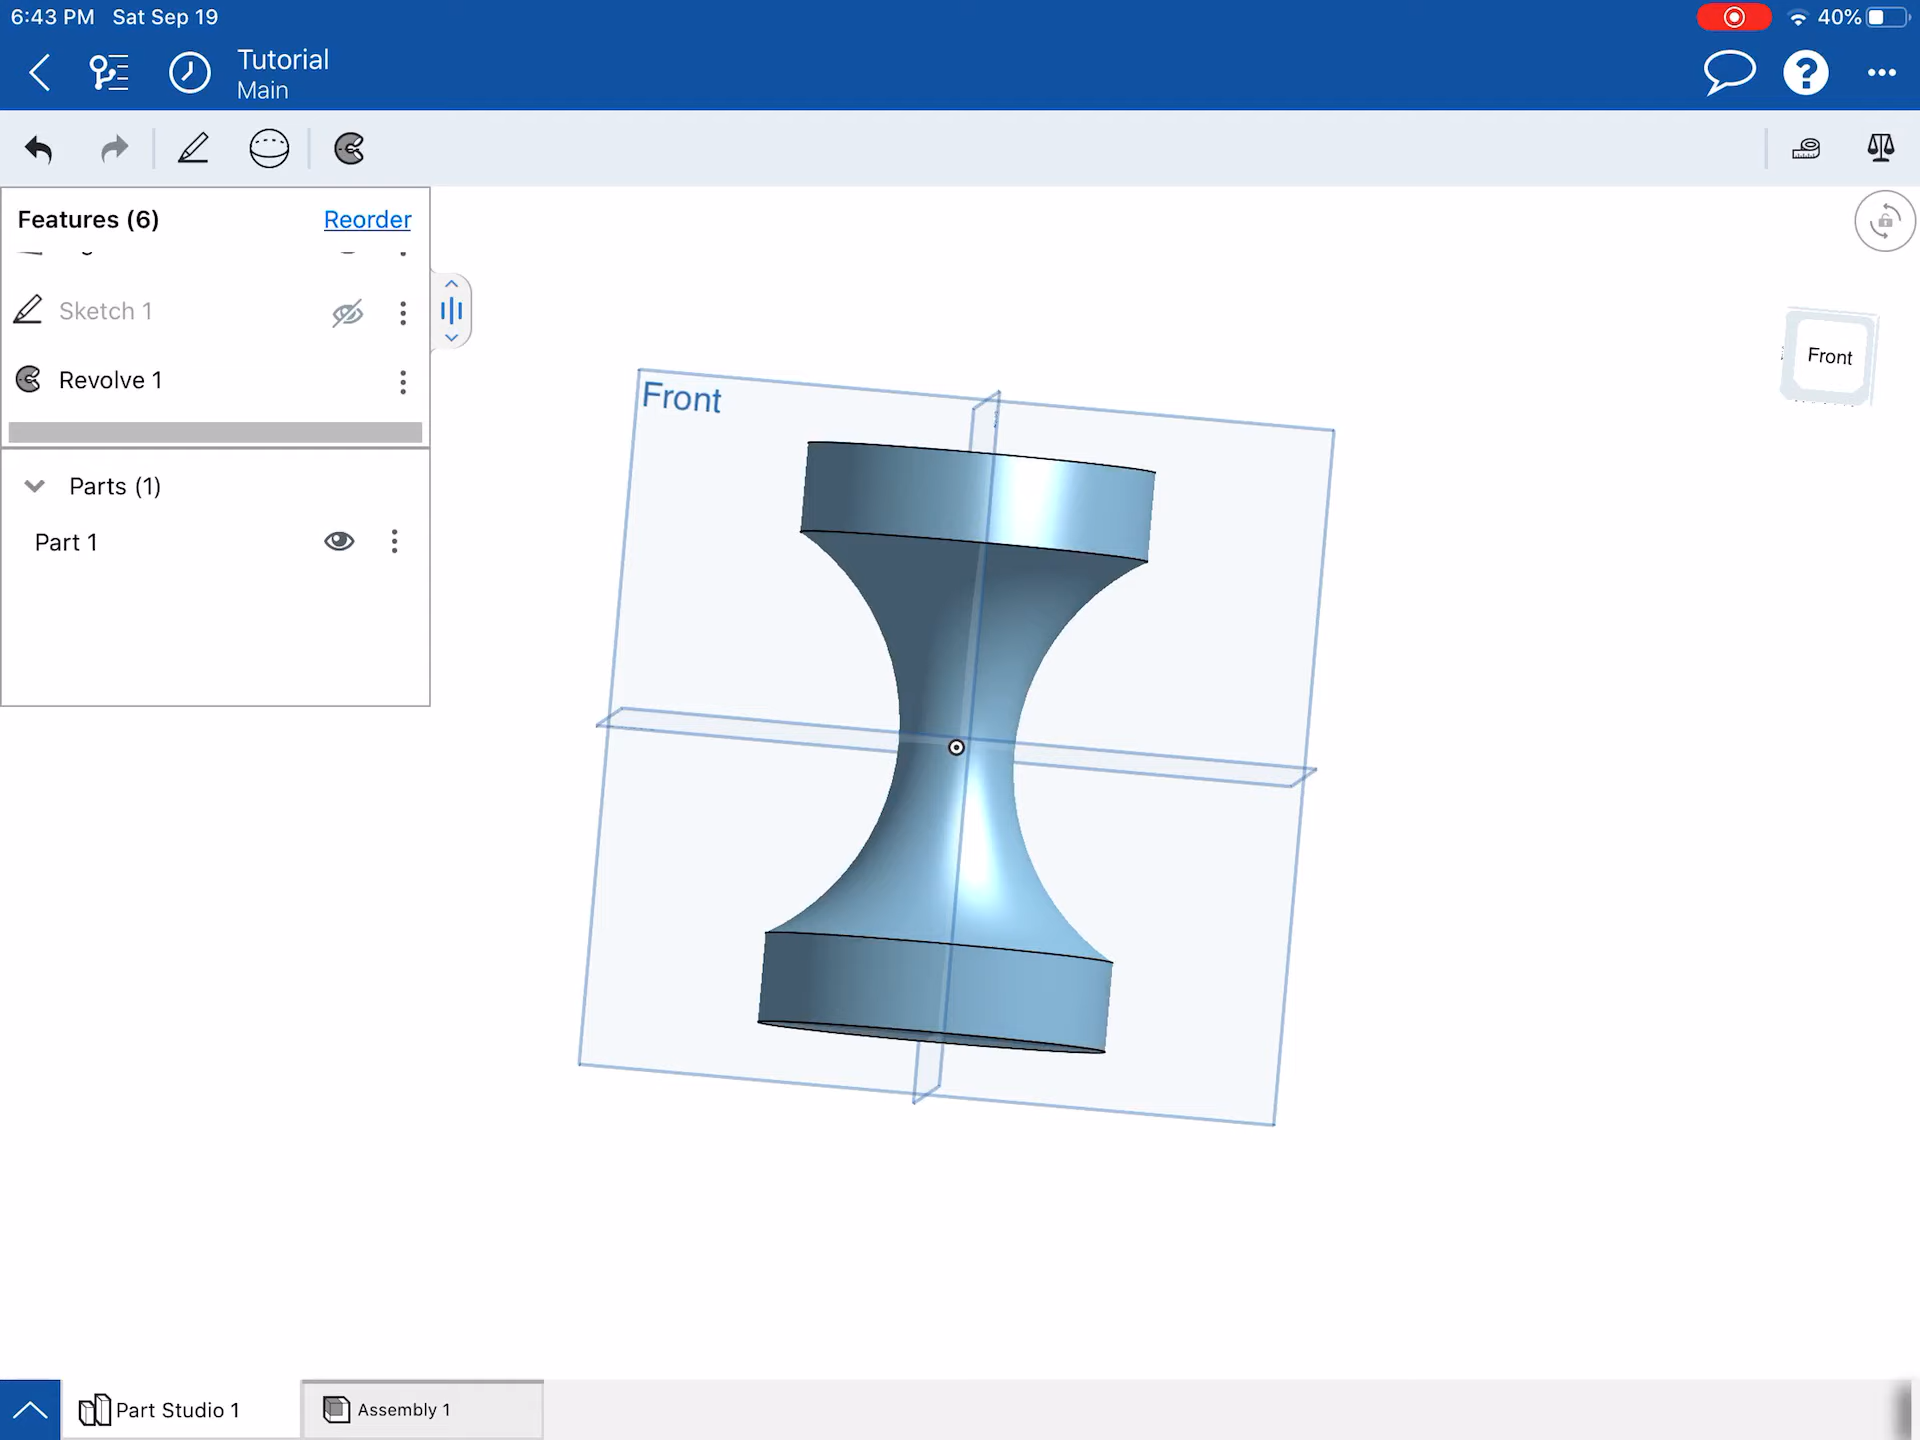 6:43 PM Sat Sep 19
40%
Tutorial
Main
Features (6)
Reorder
Sketch 1
Revolve 1
Parts (1)
Part 1
Front
Front
Part Studio 1
Assembly 1